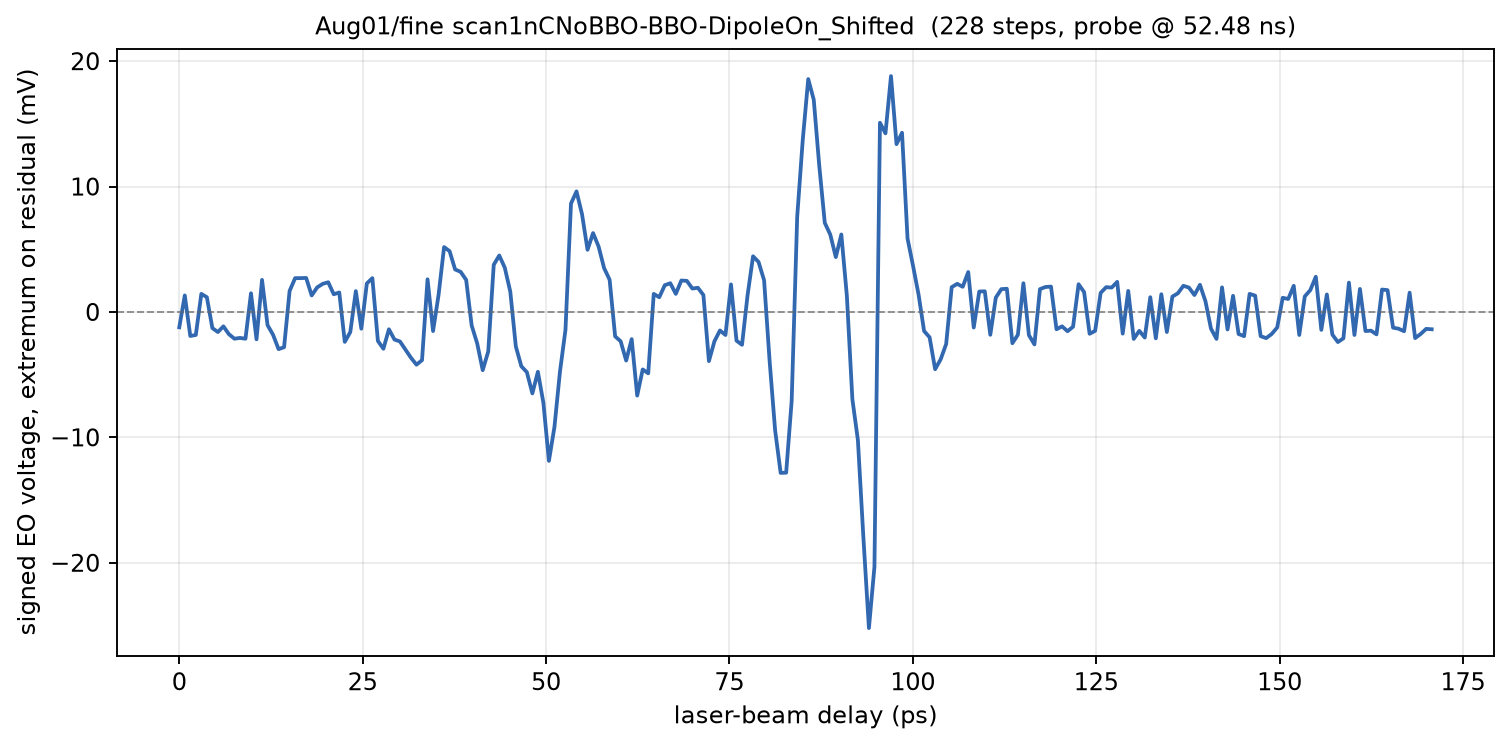 Aug01/fine scan1nCNoBBO-BBO-DipoleOn_Shifted (228 steps, probe @ 52.48 ns)
signed EO voltage, extremum on residual (mV)
20
10
0
−10
−20
0 25 50 75 100 125 150 175
laser-beam delay (ps)